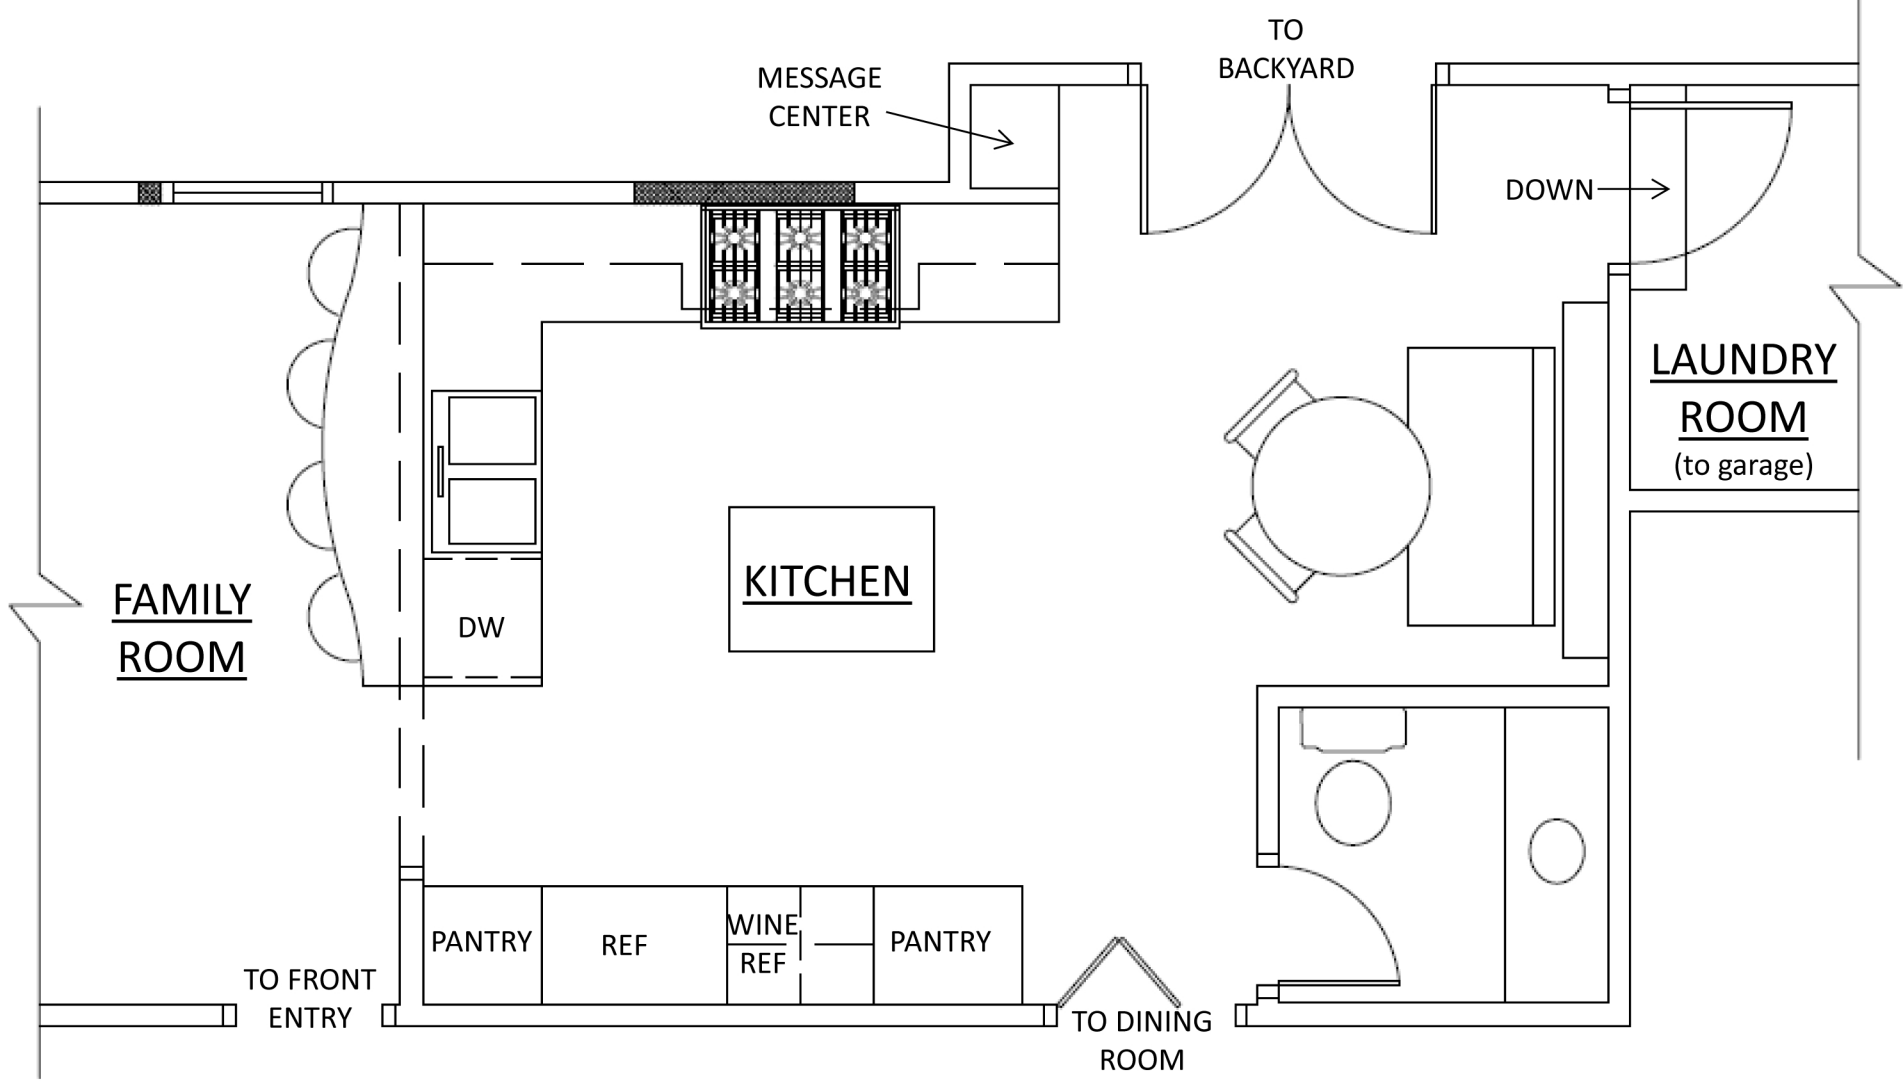 TO
BACKYARD
MESSAGE
CENTER
DOWN
LAUNDRY
ROOM
(to garage)
FAMILY
ROOM
KITCHEN
DW
PANTRY
REF
WINE
REF
PANTRY
TO FRONT
ENTRY
TO DINING
ROOM